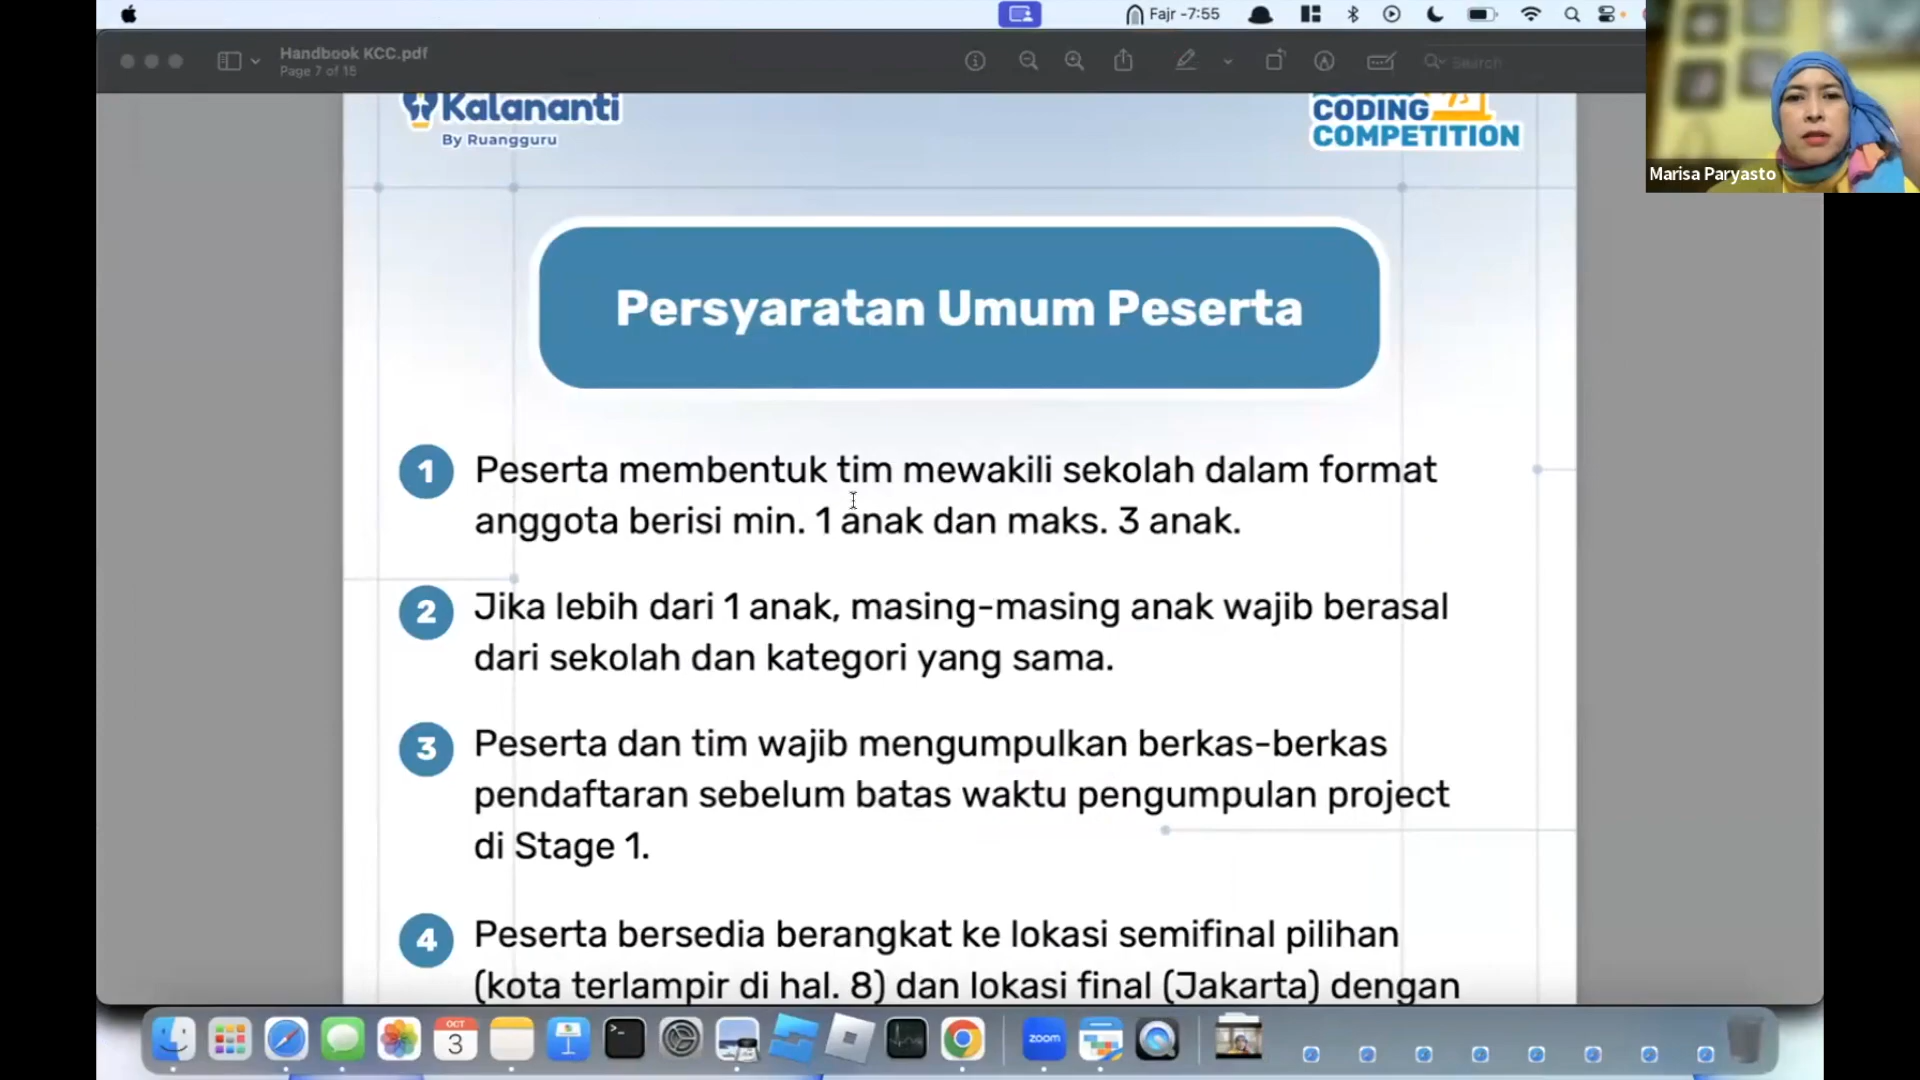 Fajr -7:55
Handbook KCC.pdf
Page 7 of 15
Search
Marisa Paryasto
Kalananti
By Ruangguru
CODING
COMPETITION
Persyaratan Umum Peserta
1 Peserta membentuk tim mewakili sekolah dalam format
anggota berisi min. 1 anak dan maks. 3 anak.
2 Jika lebih dari 1 anak, masing-masing anak wajib berasal
dari sekolah dan kategori yang sama.
3 Peserta dan tim wajib mengumpulkan berkas-berkas
pendaftaran sebelum batas waktu pengumpulan project
di Stage 1.
4 Peserta bersedia berangkat ke lokasi semifinal pilihan
(kota terlampir di hal. 8) dan lokasi final (Jakarta) dengan
OCT
3
zoom